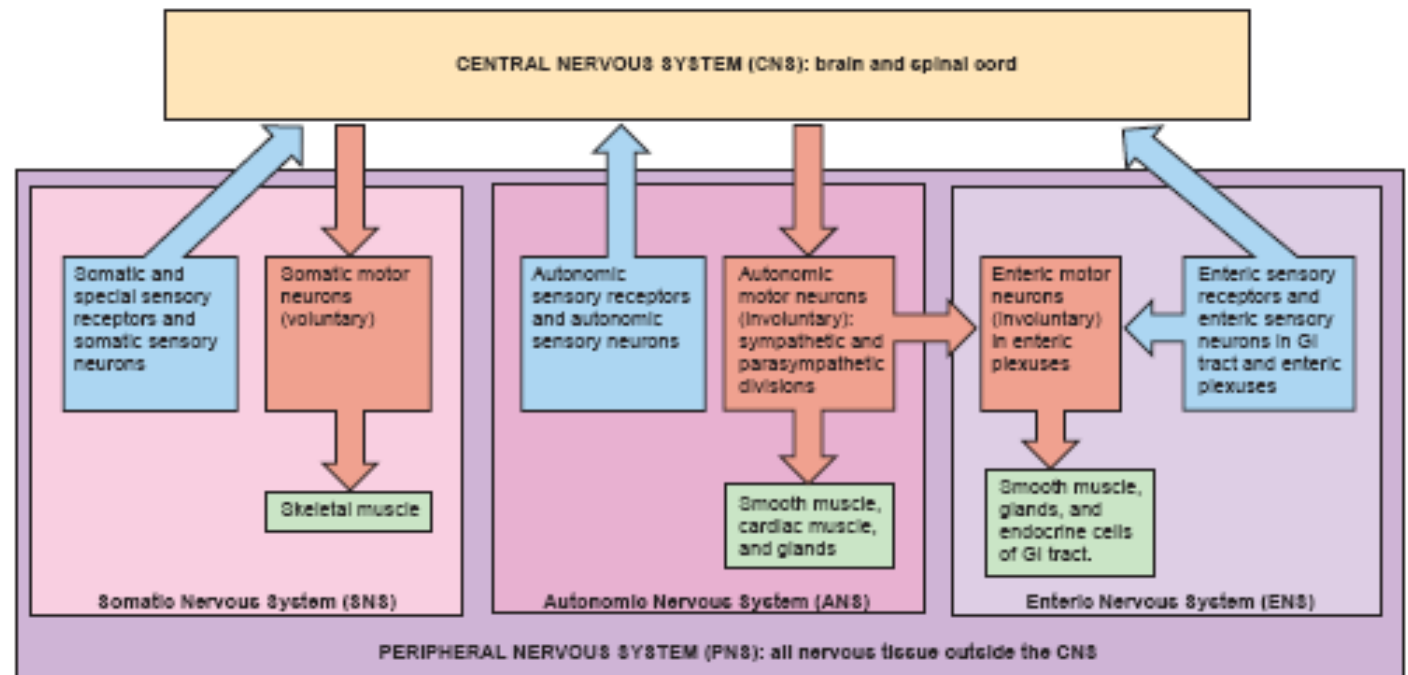 CENTRAL NERVOUS SYSTEM (CNS): brain and spinal cord
Somatic and
special sensory
receptors and
somatic sensory
neurons
Somatic motor
neurons
(voluntary)
Skeletal muscle
Somatic Nervous System (SNS)
Autonomic
sensory receptors
and autonomic
sensory neurons
Autonomic
motor neurons
(involuntary):
sympathetic and
parasympathetic
divisions
Smooth muscle,
cardiac muscle,
and glands
Autonomic Nervous System (ANS)
Enteric motor
neurons
(involuntary)
in enteric
plexuses
Smooth muscle,
glands, and
endocrine cells
of GI tract.
Enteric sensory
receptors and
enteric sensory
neurons in GI
tract and enteric
plexuses
Enteric Nervous System (ENS)
PERIPHERAL NERVOUS SYSTEM (PNS): all nervous tissue outside the CNS